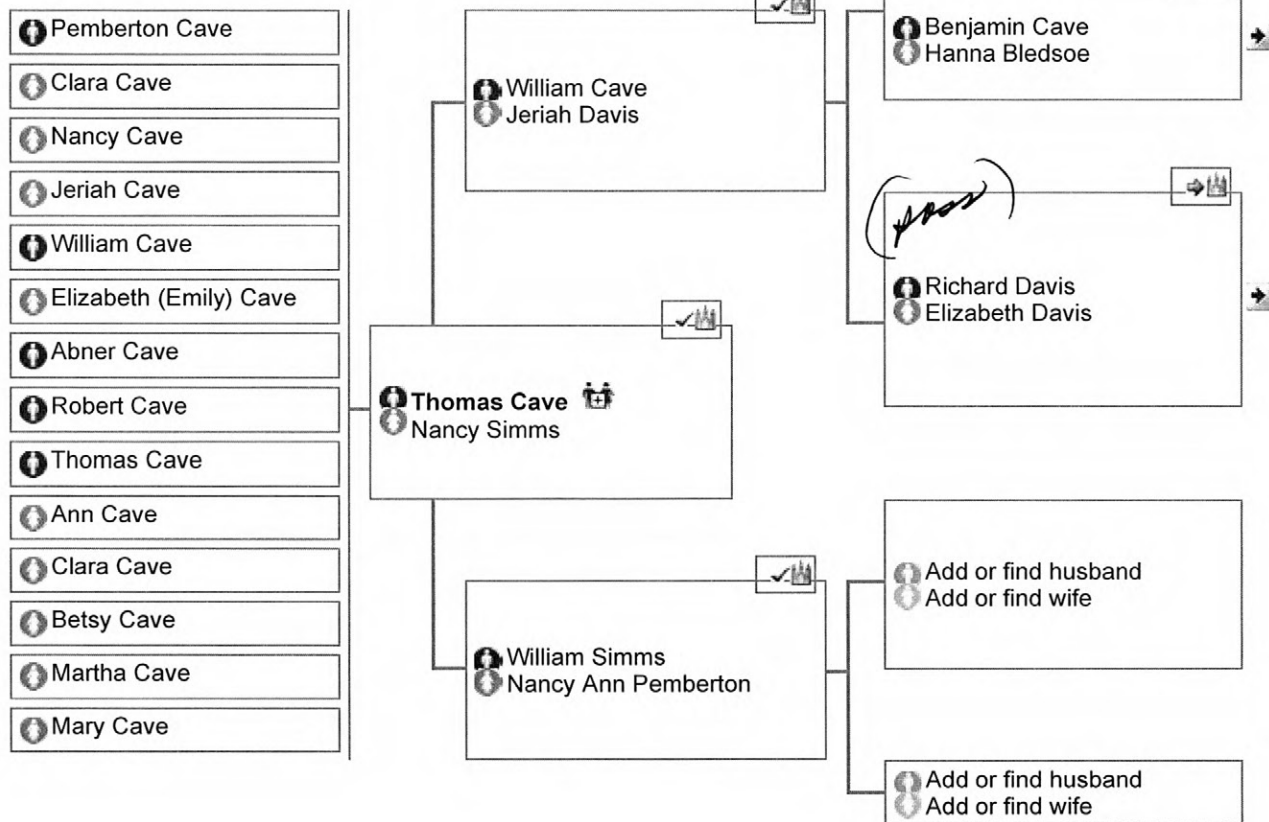 Pemberton Cave
Clara Cave
Nancy Cave
Jeriah Cave
William Cave
Elizabeth (Emily) Cave
Abner Cave
Robert Cave
Thomas Cave
Ann Cave
Clara Cave
Betsy Cave
Martha Cave
Mary Cave
Thomas Cave
Nancy Simms
William Cave
Jeriah Davis
William Simms
Nancy Ann Pemberton
Benjamin Cave
Hanna Bledsoe
(poss)
Richard Davis
Elizabeth Davis
Add or find husband
Add or find wife
Add or find husband
Add or find wife